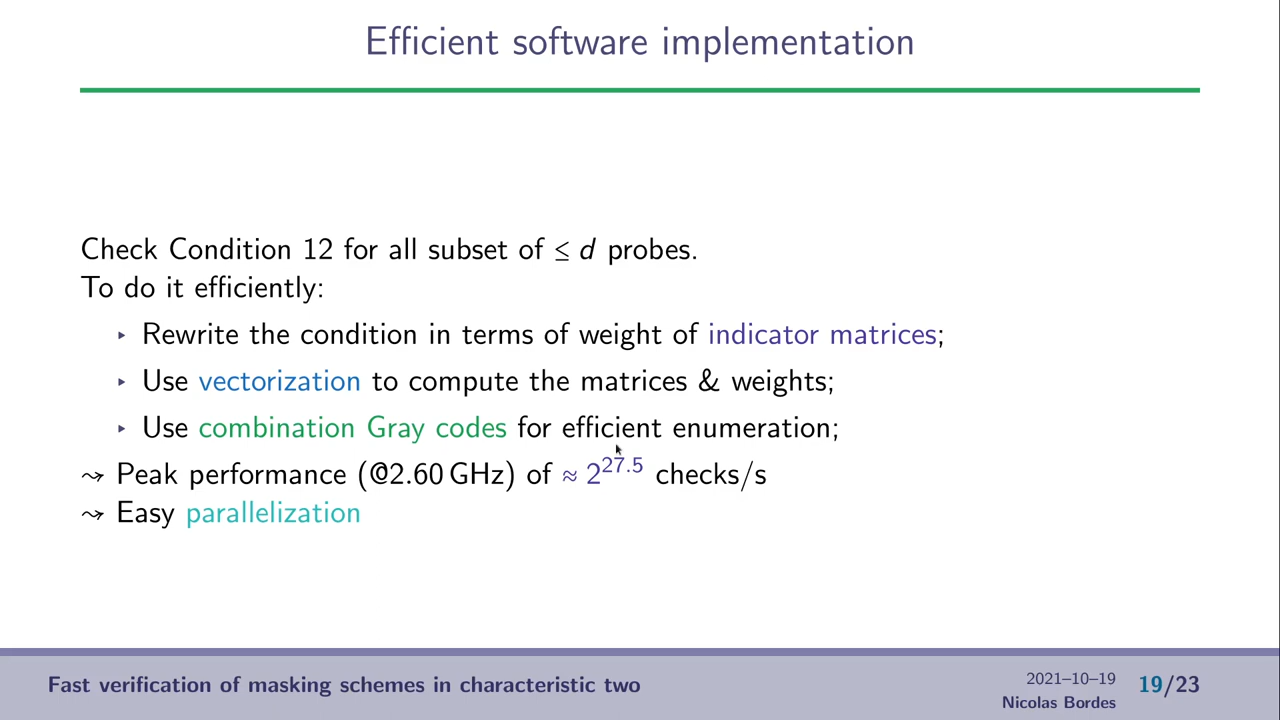 Efficient software implementation
Check Condition 12 for all subset of ≤ d probes.
To do it efficiently:
‣ Rewrite the condition in terms of weight of indicator matrices;
‣ Use vectorization to compute the matrices & weights;
‣ Use combination Gray codes for efficient enumeration;
⤳ Peak performance (@2.60 GHz) of ≈ 2^27.5 checks/s
⤳ Easy parallelization
Fast verification of masking schemes in characteristic two
2021–10–19
Nicolas Bordes
19/23